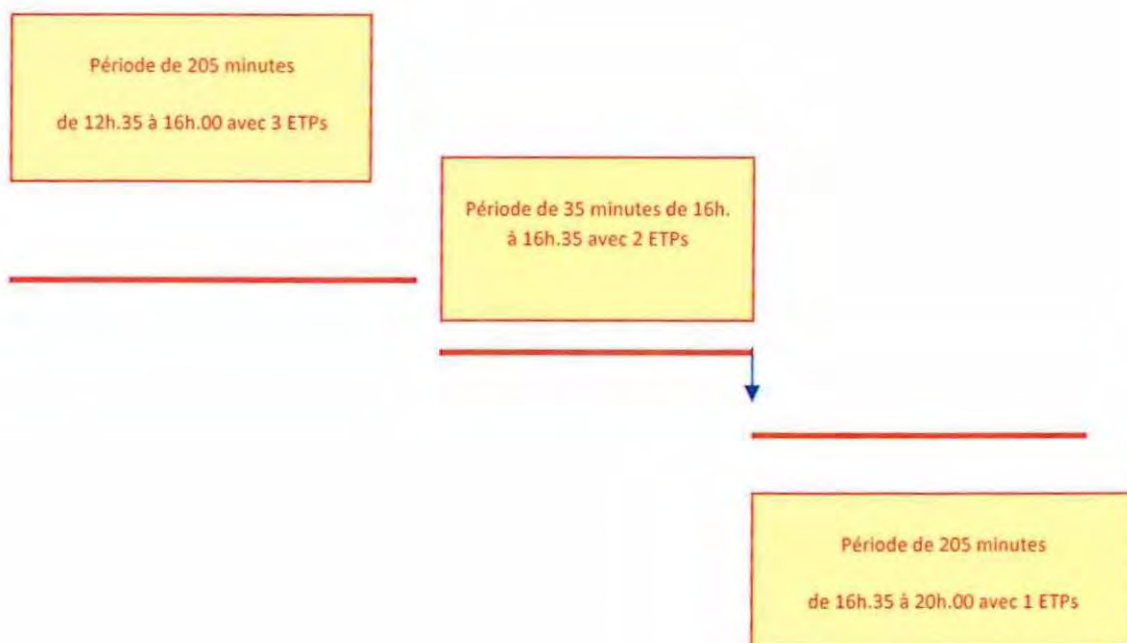 Période de 205 minutes
de 12h.35 à 16h.00 avec 3 ETPs
Période de 35 minutes de 16h.
à 16h.35 avec 2 ETPs
Période de 205 minutes
de 16h.35 à 20h.00 avec 1 ETPs